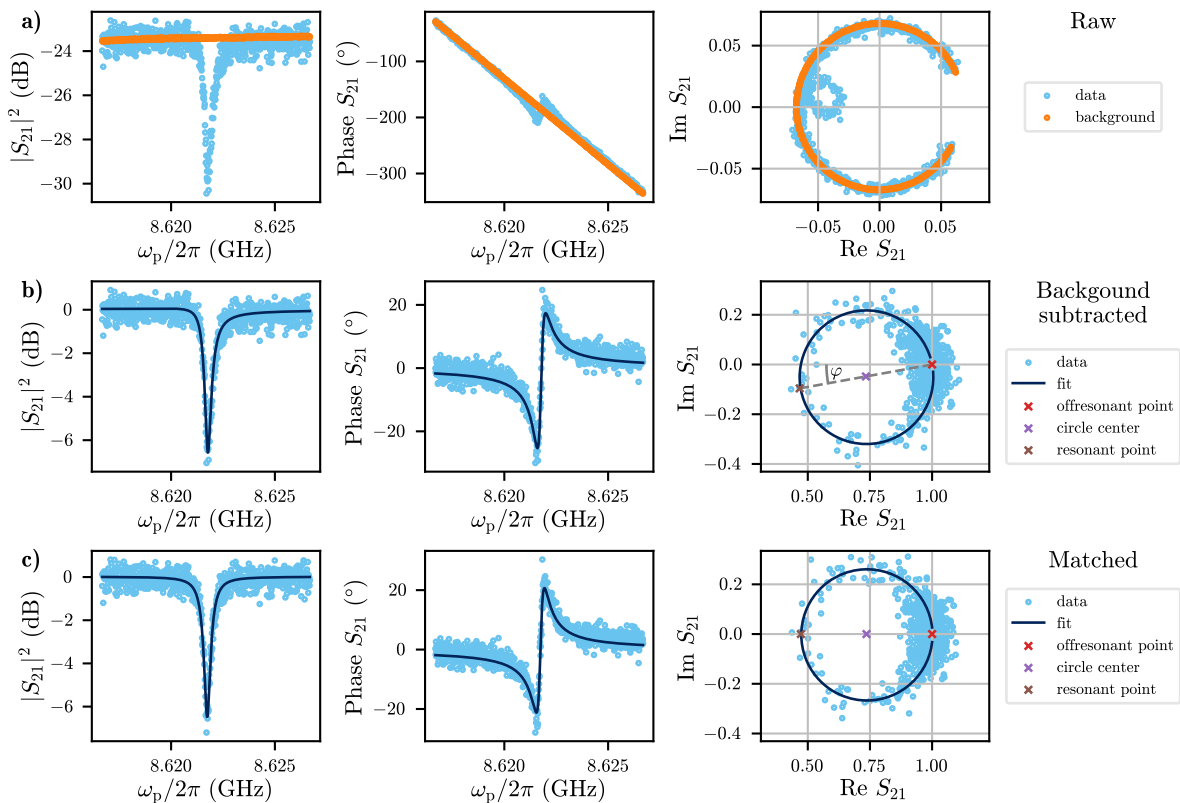 a)
−24
−26
−28
−30
|S₂₁|² (dB)
8.620
8.625
ωₚ/2π (GHz)
−100
−200
−300
Phase S₂₁ (°)
8.620
8.625
ωₚ/2π (GHz)
0.05
0.00
−0.05
Im S₂₁
−0.05
0.00
0.05
Re S₂₁
Raw
data
background
b)
0
−2
−4
−6
|S₂₁|² (dB)
8.620
8.625
ωₚ/2π (GHz)
20
0
−20
Phase S₂₁ (°)
8.620
8.625
ωₚ/2π (GHz)
0.2
0.0
−0.2
−0.4
Im S₂₁
φ
0.50
0.75
1.00
Re S₂₁
Backgound
subtracted
data
fit
offresonant point
circle center
resonant point
c)
0
−2
−4
−6
|S₂₁|² (dB)
8.620
8.625
ωₚ/2π (GHz)
20
0
−20
Phase S₂₁ (°)
8.620
8.625
ωₚ/2π (GHz)
0.2
0.0
−0.2
−0.4
Im S₂₁
0.50
0.75
1.00
Re S₂₁
Matched
data
fit
offresonant point
circle center
resonant point